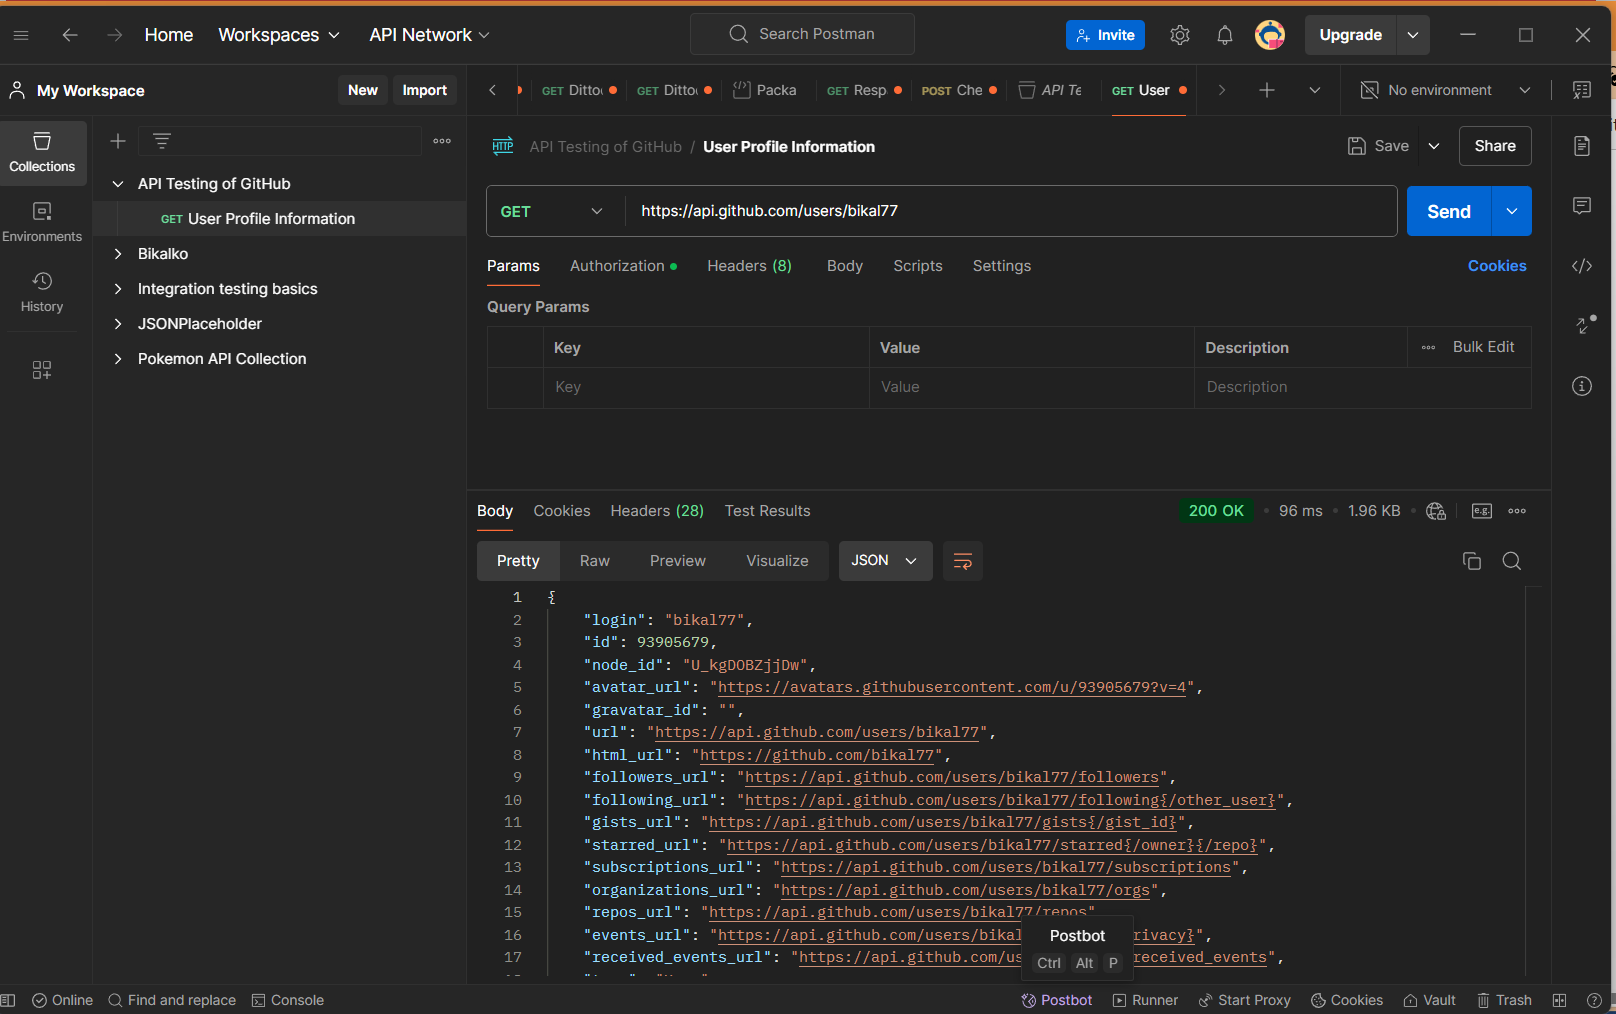 Home Workspaces API Network Search Postman Invite Upgrade
My Workspace New Import GET Dittoc GET Dittoc Packa GET Resp POST Che API Te GET User No environment
Collections
Environments
History
API Testing of GitHub
GET User Profile Information
Bikalko
Integration testing basics
JSONPlaceholder
Pokemon API Collection
HTTP API Testing of GitHub / User Profile Information Save Share
GET https://api.github.com/users/bikal77 Send
Params Authorization Headers (8) Body Scripts Settings Cookies
Query Params
Key Value Description Bulk Edit
Key Value Description
Body Cookies Headers (28) Test Results 200 OK 96 ms 1.96 KB e.g.
Pretty Raw Preview Visualize JSON
1 {
2 "login": "bikal77",
3 "id": 93905679,
4 "node_id": "U_kgDOBZjjDw",
5 "avatar_url": "https://avatars.githubusercontent.com/u/93905679?v=4",
6 "gravatar_id": "",
7 "url": "https://api.github.com/users/bikal77",
8 "html_url": "https://github.com/bikal77",
9 "followers_url": "https://api.github.com/users/bikal77/followers",
10 "following_url": "https://api.github.com/users/bikal77/following{/other_user}",
11 "gists_url": "https://api.github.com/users/bikal77/gists{/gist_id}",
12 "starred_url": "https://api.github.com/users/bikal77/starred{/owner}{/repo}",
13 "subscriptions_url": "https://api.github.com/users/bikal77/subscriptions",
14 "organizations_url": "https://api.github.com/users/bikal77/orgs",
15 "repos_url": "https://api.github.com/users/bikal77/repos"
16 "events_url": "https://api.github.com/users/bikal rivacy}",
17 "received_events_url": "https://api.github.com/us received_events",
Postbot
Ctrl Alt P
Online Find and replace Console Postbot Runner Start Proxy Cookies Vault Trash